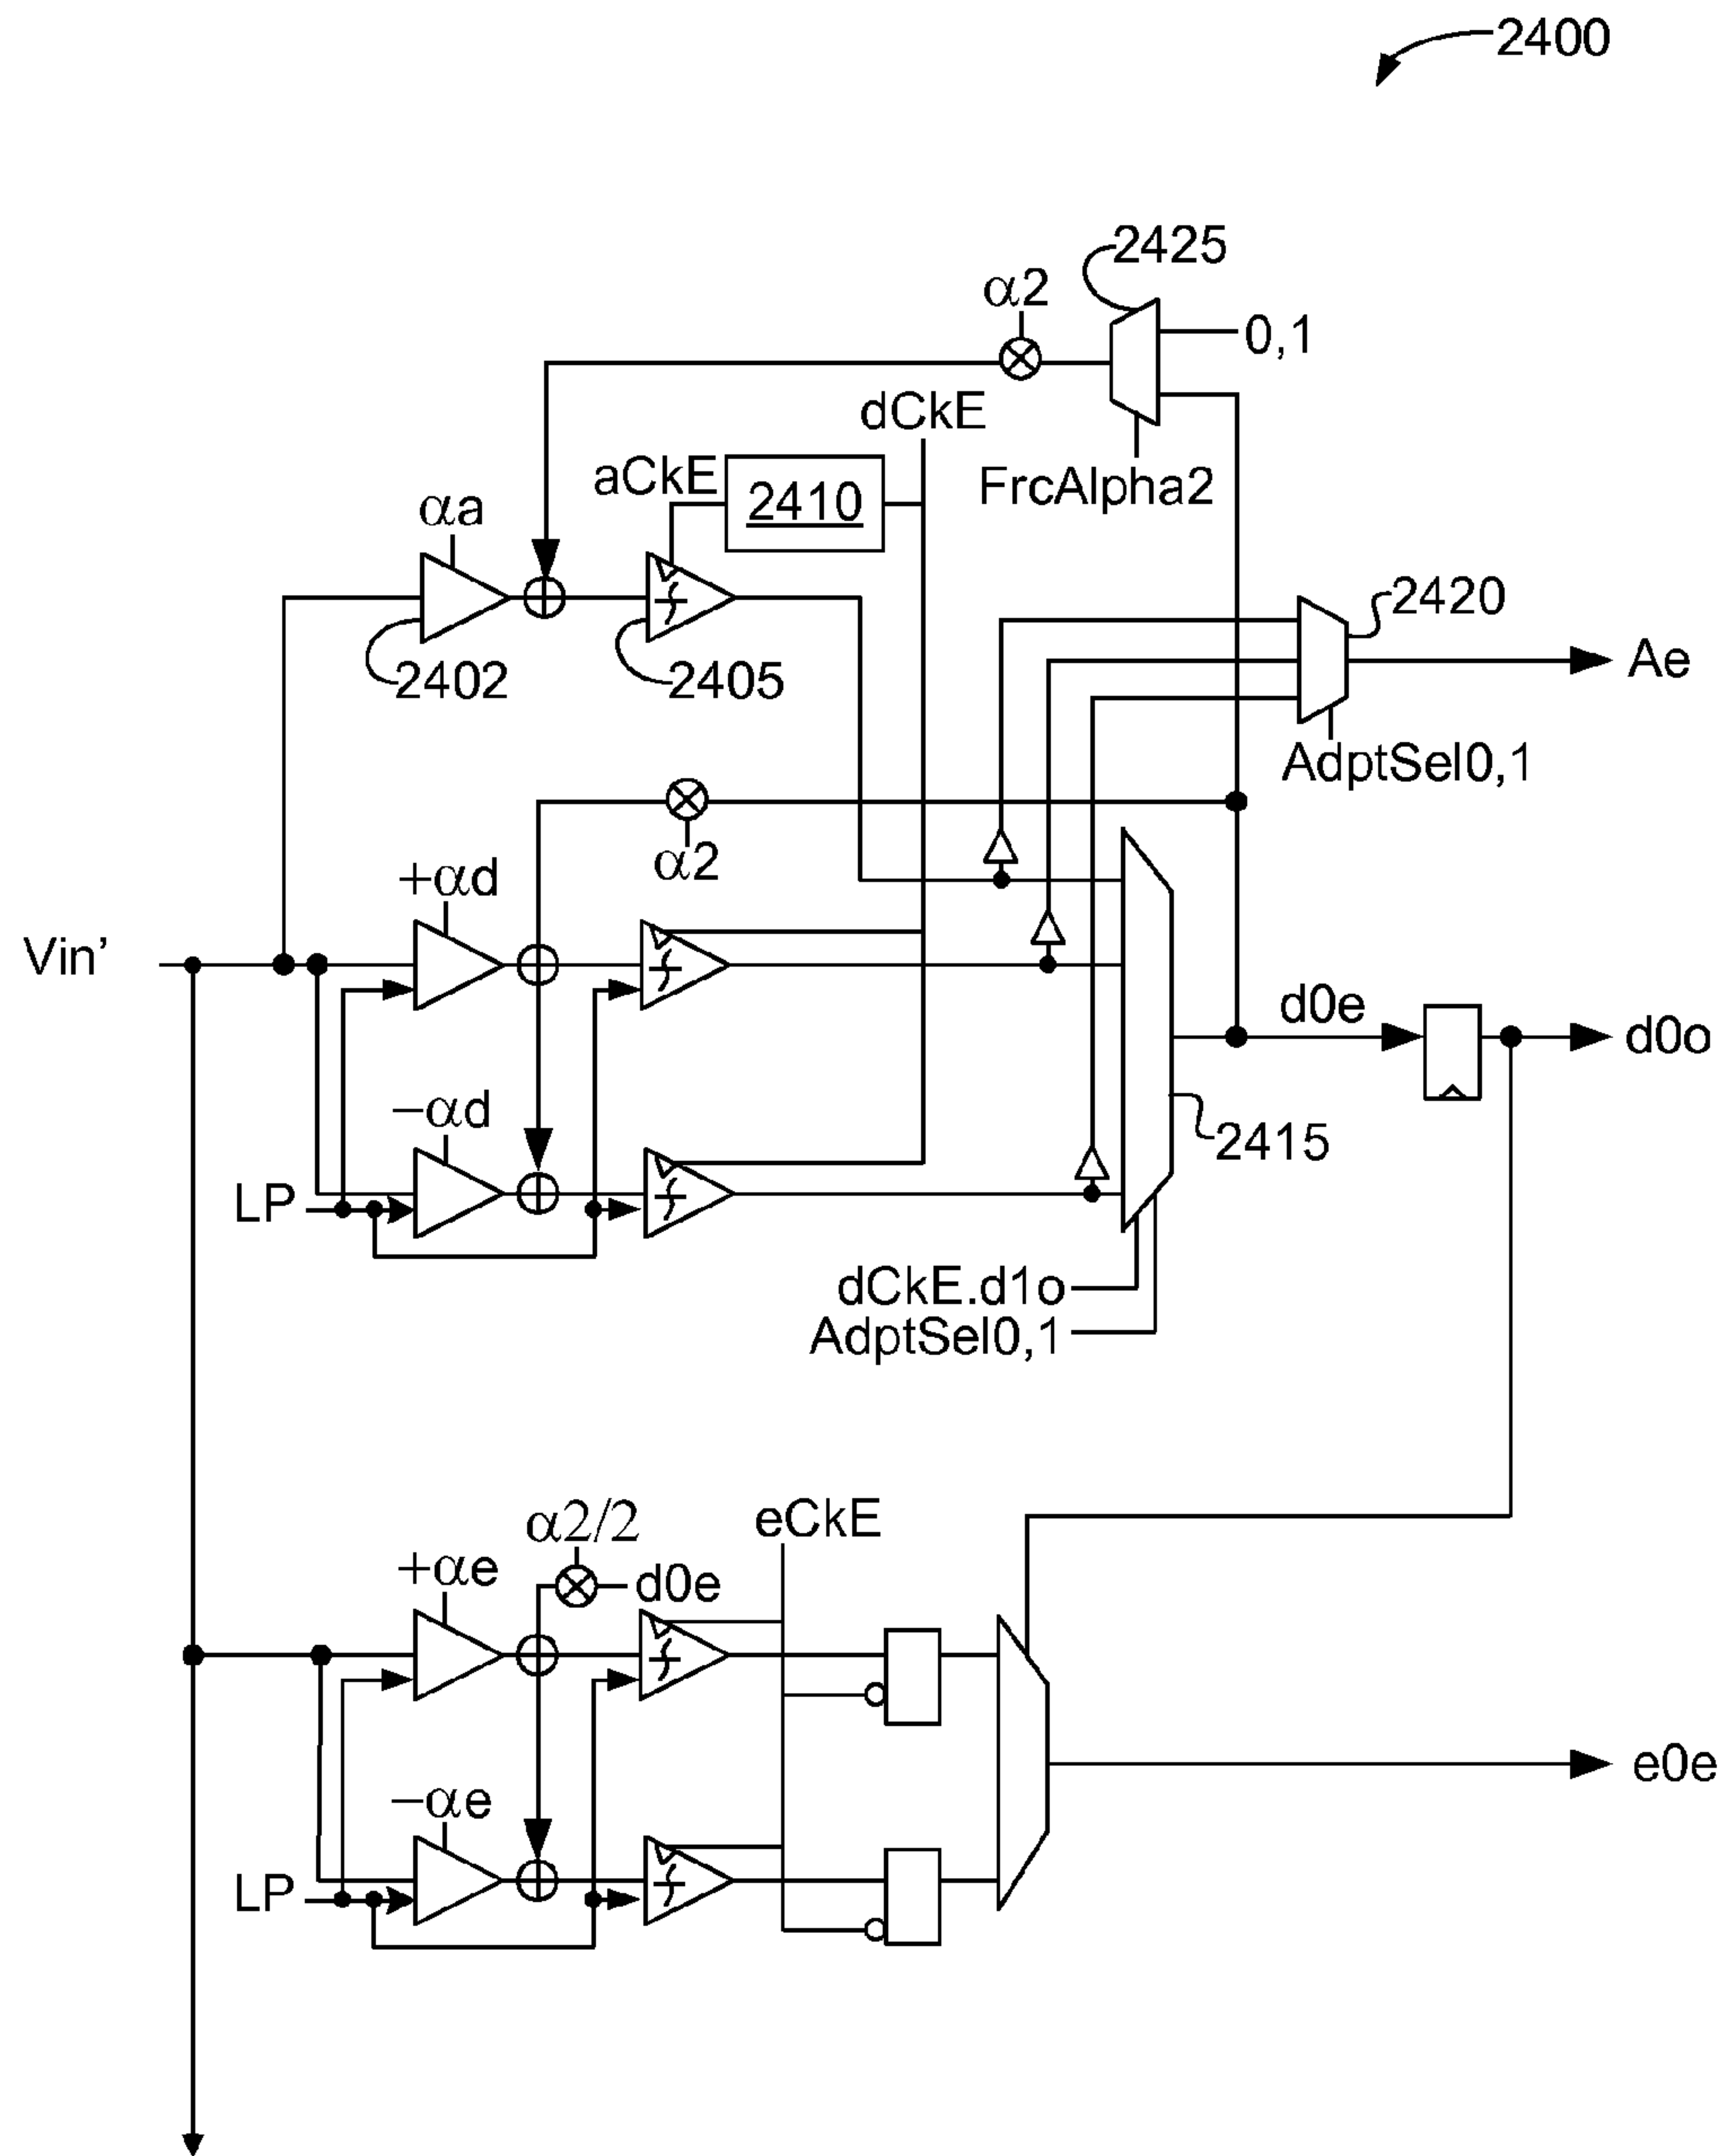 2400
2425
α2
0,1
dCkE
FrcAlpha2
aCkE
2410
αa
2402
2405
2420
Ae
AdptSel0,1
α2
+αd
Vin’
d0e
d0o
−αd
2415
LP
dCkE.d1o
AdptSel0,1
α2/2
eCkE
+αe
d0e
e0e
−αe
LP